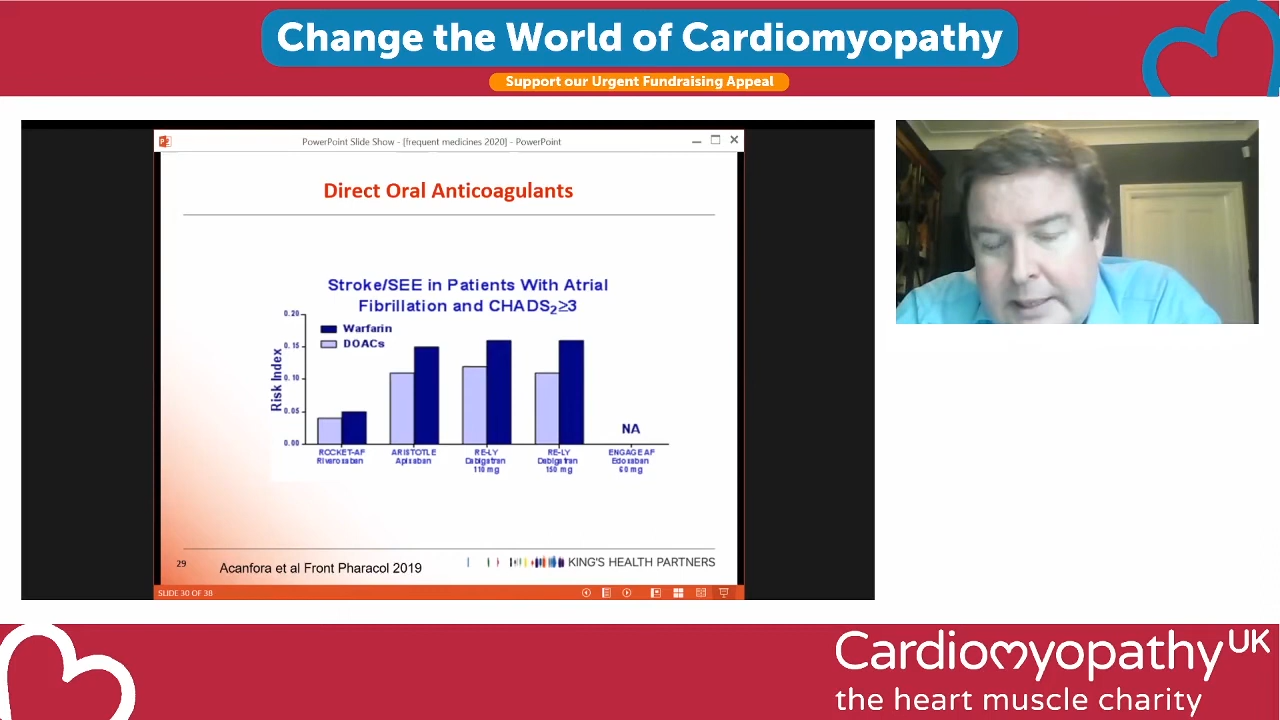 Change the World of Cardiomyopathy
Support our Urgent Fundraising Appeal
PowerPoint Slide Show - [frequent medicines 2020] - PowerPoint
Direct Oral Anticoagulants
Stroke/SEE in Patients With Atrial
Fibrillation and CHADS₂≥3
Warfarin
DOACs
Risk Index
0.20
0.15
0.10
0.05
0.00
NA
ROCKET-AF
Rivaroxaban
ARISTOTLE
Apixaban
RE-LY
Dabigatran
110 mg
RE-LY
Dabigatran
150 mg
ENGAGE AF
Edoxaban
60 mg
29
Acanfora et al Front Pharacol 2019
KING'S HEALTH PARTNERS
SLIDE 30 OF 38
CardiomyopathyUK
the heart muscle charity